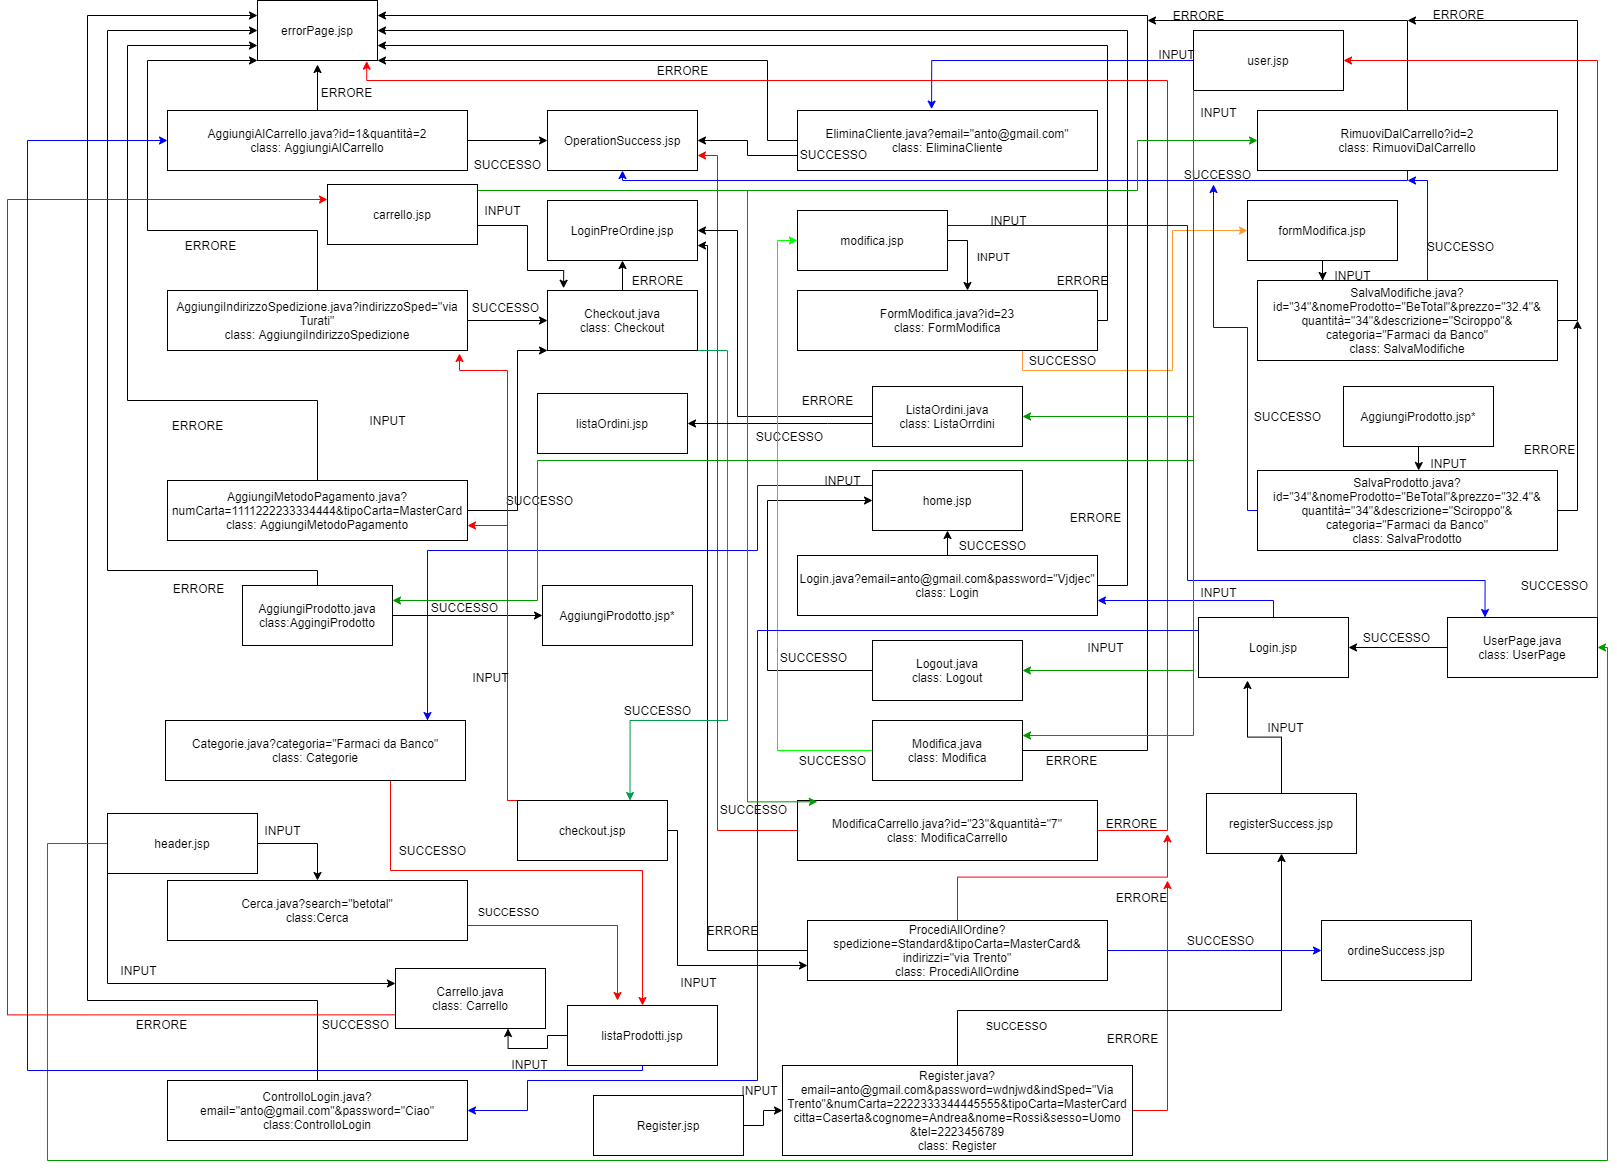 errorPage.jsp
ERRORE
ERRORE
INPUT
user.jsp
ERRORE
ERRORE
AggiungiAlCarrello.java?id=1&quantità=2
class: AggiungiAlCarrello
OperationSuccess.jsp
EliminaCliente.java?email="anto@gmail.com"
class: EliminaCliente
INPUT
RimuoviDalCarrello?id=2
class: RimuoviDalCarrello
SUCCESSO
SUCCESSO
SUCCESSO
carrello.jsp
INPUT
LoginPreOrdine.jsp
modifica.jsp
INPUT
formModifica.jsp
ERRORE
INPUT
SUCCESSO
ERRORE
ERRORE
INPUT
AggiungiIndirizzoSpedizione.java?indirizzoSped="via
Turati"
class: AggiungiIndirizzoSpedizione
SUCCESSO
Checkout.java
class: Checkout
FormModifica.java?id=23
class: FormModifica
SalvaModifiche.java?
id="34"&nomeProdotto="BeTotal"&prezzo="32.4"&
quantità="34"&descrizione="Sciroppo"&
categoria="Farmaci da Banco"
class: SalvaModifiche
SUCCESSO
ERRORE
INPUT
listaOrdini.jsp
ERRORE
SUCCESSO
ListaOrdini.java
class: ListaOrrdini
SUCCESSO
AggiungiProdotto.jsp*
ERRORE
INPUT
AggiungiMetodoPagamento.java?
numCarta=1111222233334444&tipoCarta=MasterCard
class: AggiungiMetodoPagamento
SUCCESSO
INPUT
home.jsp
ERRORE
SalvaProdotto.java?
id="34"&nomeProdotto="BeTotal"&prezzo="32.4"&
quantità="34"&descrizione="Sciroppo"&
categoria="Farmaci da Banco"
class: SalvaProdotto
SUCCESSO
Login.java?email=anto@gmail.com&password="Vjdjec"
class: Login
INPUT
SUCCESSO
ERRORE
AggiungiProdotto.java
class:AggingiProdotto
SUCCESSO
AggiungiProdotto.jsp*
SUCCESSO
Logout.java
class: Logout
INPUT
Login.jsp
SUCCESSO
UserPage.java
class: UserPage
INPUT
SUCCESSO
Categorie.java?categoria="Farmaci da Banco"
class: Categorie
SUCCESSO
Modifica.java
class: Modifica
ERRORE
INPUT
header.jsp
INPUT
SUCCESSO
checkout.jsp
SUCCESSO
ModificaCarrello.java?id="23"&quantità="7"
class: ModificaCarrello
ERRORE
registerSuccess.jsp
Cerca.java?search="betotal"
class:Cerca
SUCCESSO
ERRORE
ERRORE
ProcediAllOrdine?
spedizione=Standard&tipoCarta=MasterCard&
indirizzi="via Trento"
class: ProcediAllOrdine
SUCCESSO
ordineSuccess.jsp
INPUT
Carrello.java
class: Carrello
INPUT
ERRORE
SUCCESSO
listaProdotti.jsp
SUCCESSO
ERRORE
INPUT
ControlloLogin.java?
email="anto@gmail.com"&password="Ciao"
class:ControlloLogin
Register.jsp
INPUT
Register.java?
email=anto@gmail.com&password=wdnjwd&indSped="Via
Trento"&numCarta=2222333344445555&tipoCarta=MasterCard
citta=Caserta&cognome=Andrea&nome=Rossi&sesso=Uomo
&tel=2223456789
class: Register